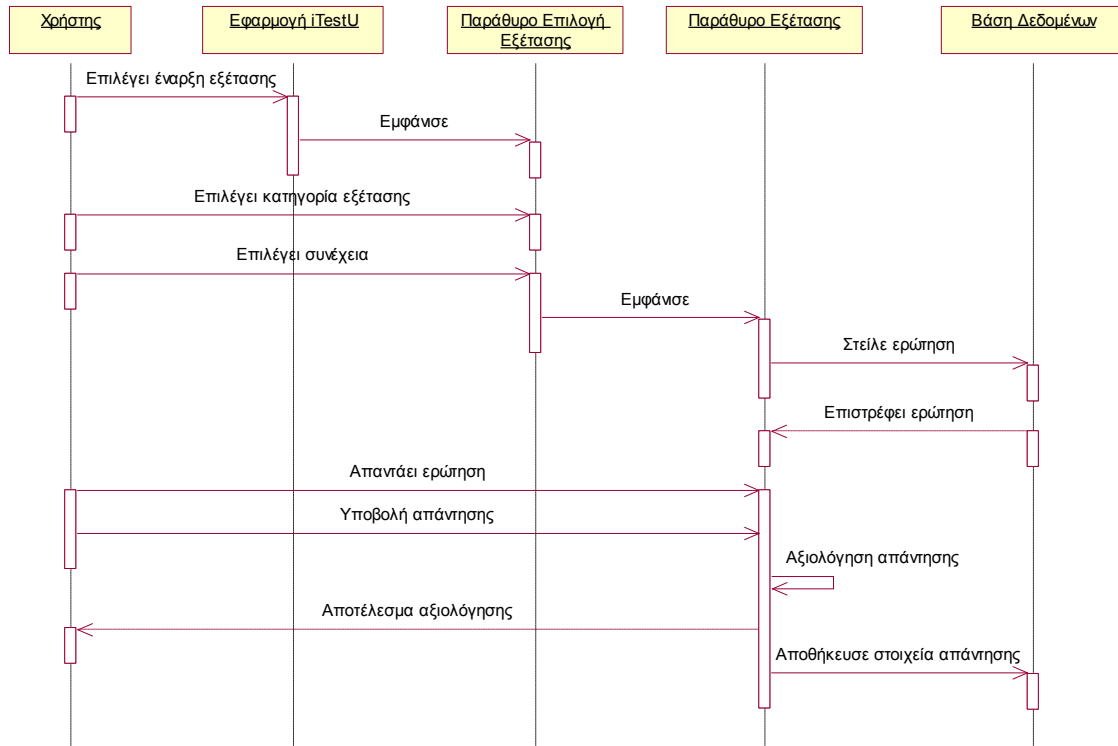 Χρήστης
Εφαρμογή iTestU
Παράθυρο Επιλογή
Εξέτασης
Παράθυρο Εξέτασης
Βάση Δεδομένων
Επιλέγει έναρξη εξέτασης
Εμφάνισε
Επιλέγει κατηγορία εξέτασης
Επιλέγει συνέχεια
Εμφάνισε
Στείλε ερώτηση
Επιστρέφει ερώτηση
Απαντάει ερώτηση
Υποβολή απάντησης
Αξιολόγηση απάντησης
Αποτέλεσμα αξιολόγησης
Αποθήκευσε στοιχεία απάντησης